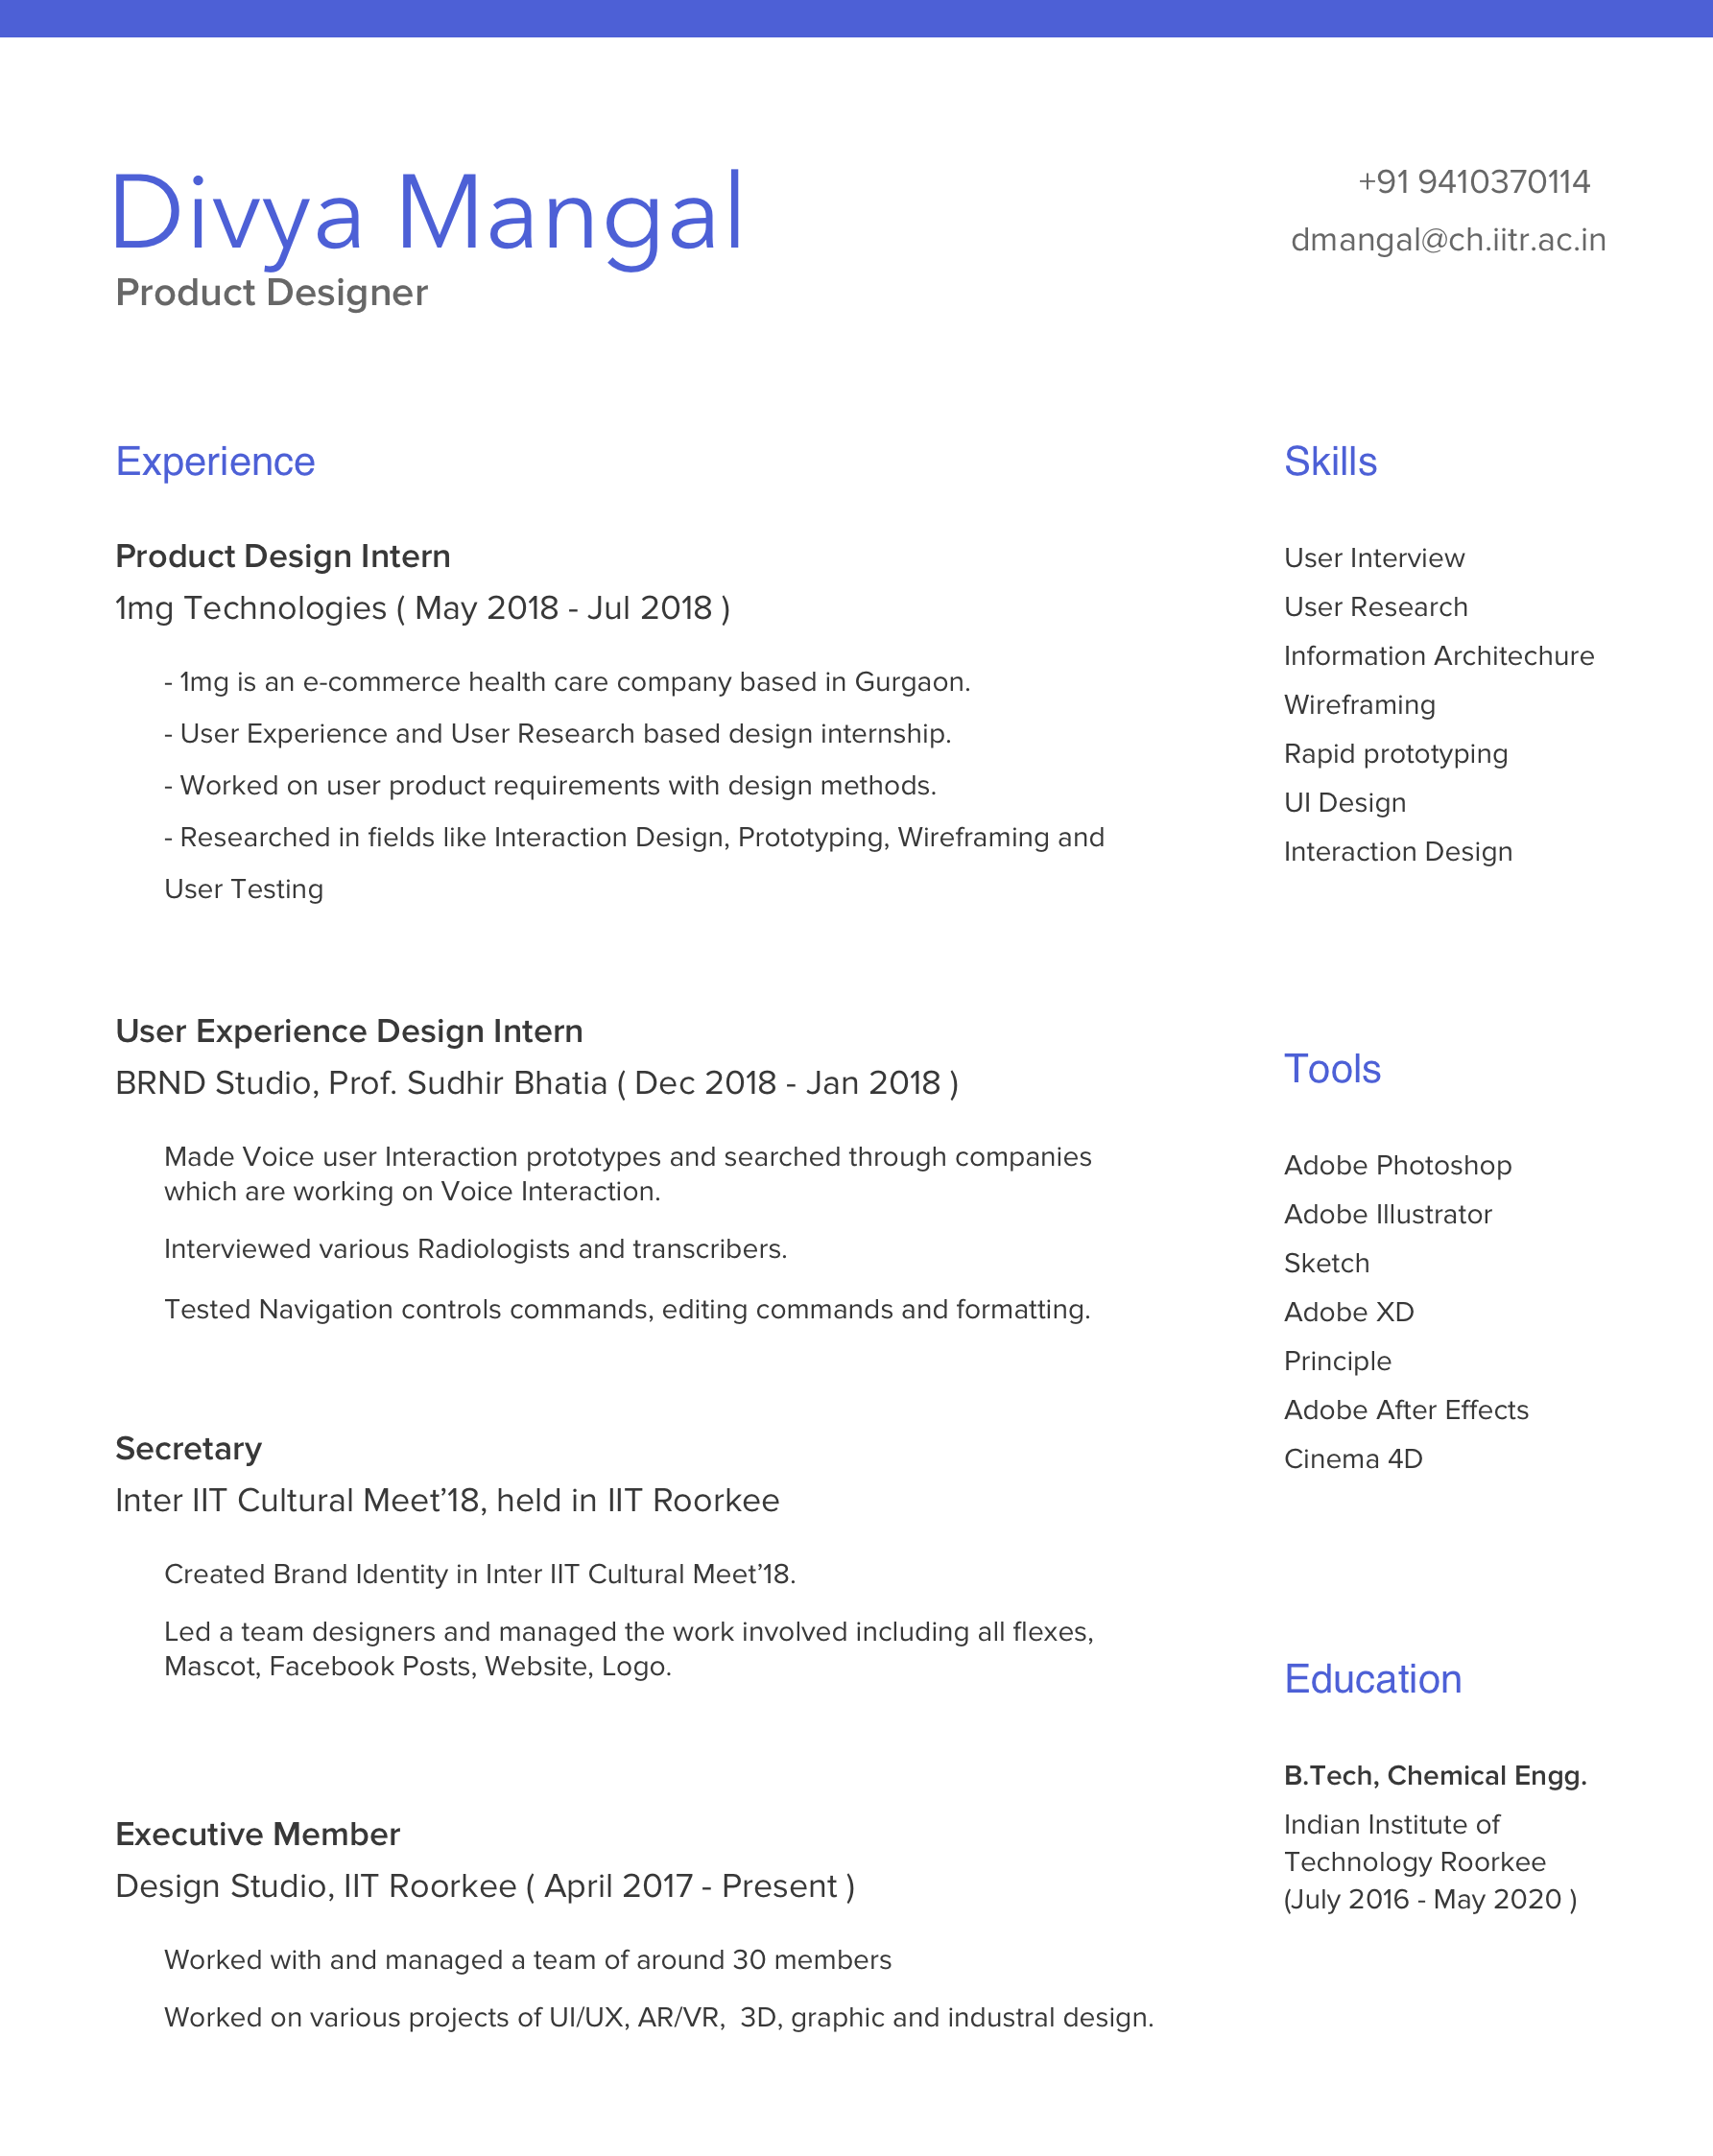 Divya Mangal
Product Designer
+91 9410370114
dmangal@ch.iitr.ac.in
Experience
Product Design Intern
1mg Technologies ( May 2018 - Jul 2018 )
- 1mg is an e-commerce health care company based in Gurgaon.
- User Experience and User Research based design internship.
- Worked on user product requirements with design methods.
- Researched in fields like Interaction Design, Prototyping, Wireframing and
User Testing
User Experience Design Intern
BRND Studio, Prof. Sudhir Bhatia ( Dec 2018 - Jan 2018 )
Made Voice user Interaction prototypes and searched through companies
which are working on Voice Interaction.
Interviewed various Radiologists and transcribers.
Tested Navigation controls commands, editing commands and formatting.
Secretary
Inter IIT Cultural Meet’18, held in IIT Roorkee
Created Brand Identity in Inter IIT Cultural Meet’18.
Led a team designers and managed the work involved including all flexes,
Mascot, Facebook Posts, Website, Logo.
Executive Member
Design Studio, IIT Roorkee ( April 2017 - Present )
Worked with and managed a team of around 30 members
Worked on various projects of UI/UX, AR/VR,  3D, graphic and industral design.
Skills
User Interview
User Research
Information Architechure
Wireframing
Rapid prototyping
UI Design
Interaction Design
Tools
Adobe Photoshop
Adobe Illustrator
Sketch
Adobe XD
Principle
Adobe After Effects
Cinema 4D
Education
B.Tech, Chemical Engg.
Indian Institute of
Technology Roorkee
(July 2016 - May 2020 )